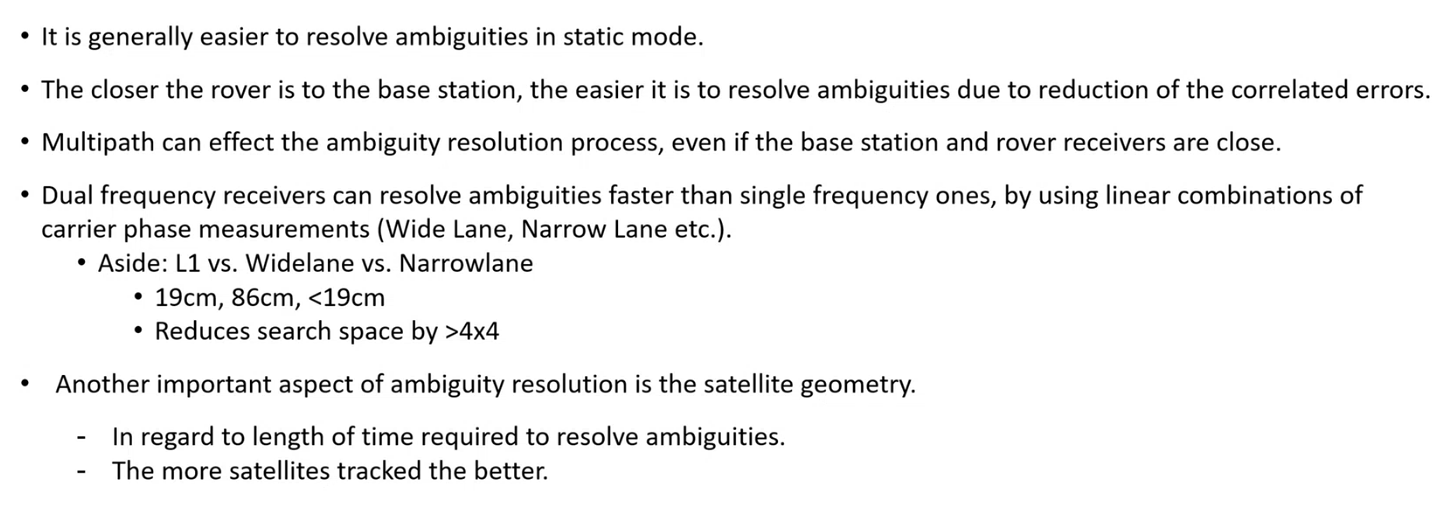 • It is generally easier to resolve ambiguities in static mode.
• The closer the rover is to the base station, the easier it is to resolve ambiguities due to reduction of the correlated errors.
• Multipath can effect the ambiguity resolution process, even if the base station and rover receivers are close.
• Dual frequency receivers can resolve ambiguities faster than single frequency ones, by using linear combinations of
carrier phase measurements (Wide Lane, Narrow Lane etc.).
• Aside: L1 vs. Widelane vs. Narrowlane
• 19cm, 86cm, <19cm
• Reduces search space by >4x4
• Another important aspect of ambiguity resolution is the satellite geometry.
- In regard to length of time required to resolve ambiguities.
- The more satellites tracked the better.